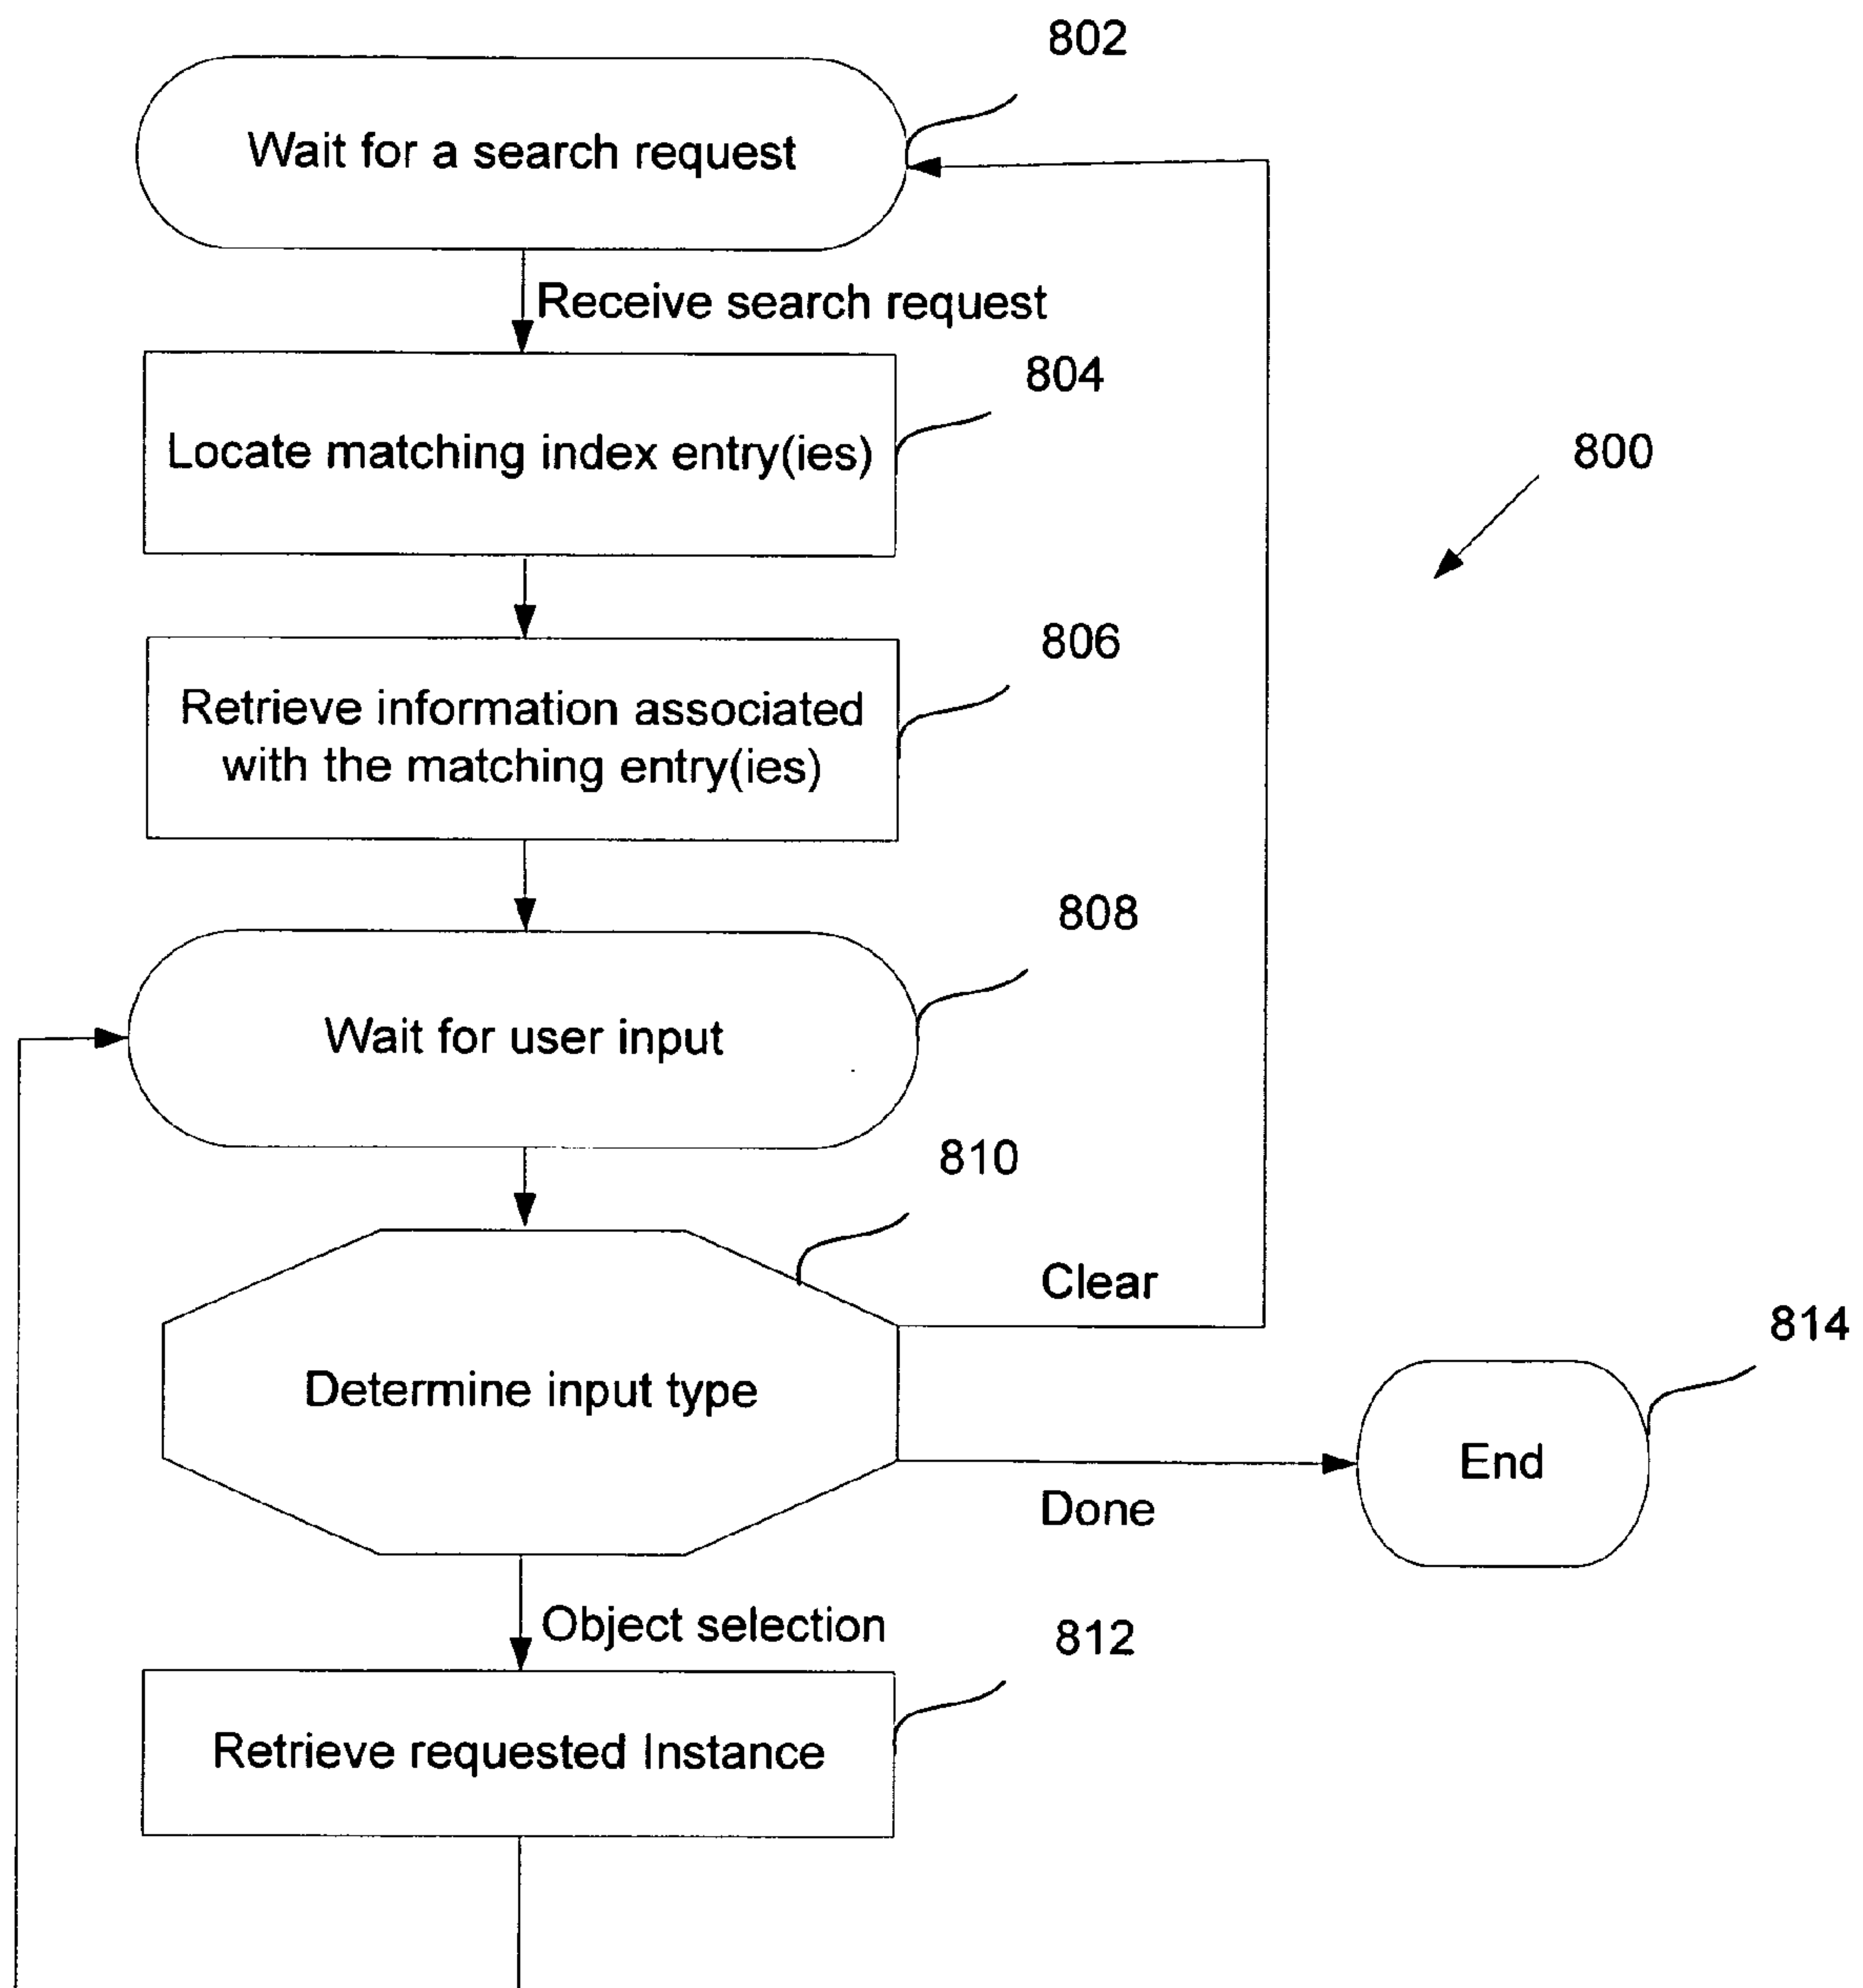 802
Wait for a search request
Receive search request
804
Locate matching index entry(ies)
800
806
Retrieve information associated
with the matching entry(ies)
808
Wait for user input
810
Clear
814
Determine input type
End
Done
Object selection
812
Retrieve requested Instance